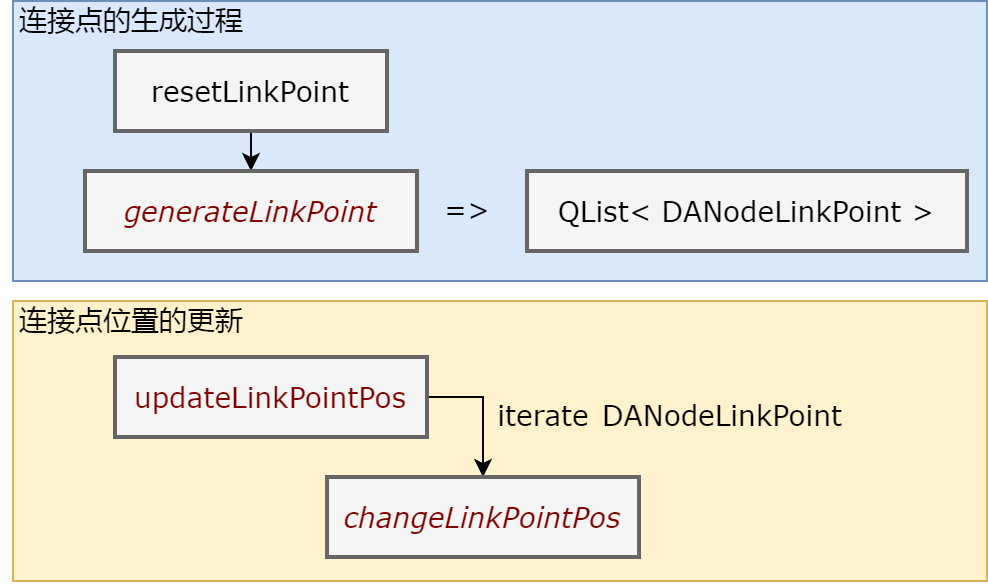 连接点的生成过程
resetLinkPoint
generateLinkPoint
=>
QList< DANodeLinkPoint >
连接点位置的更新
updateLinkPointPos
iterate DANodeLinkPoint
changeLinkPointPos